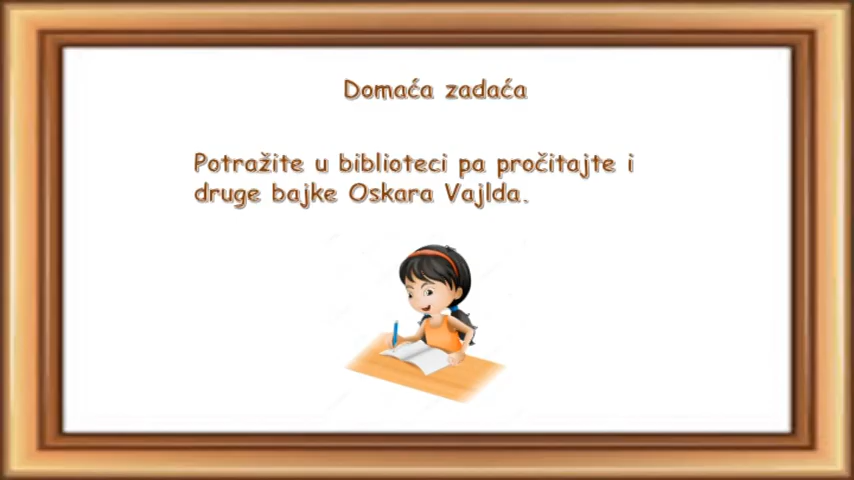 Domaća zadaća
Potražite u biblioteci pa pročitajte i
druge bajke Oskara Vajlda.